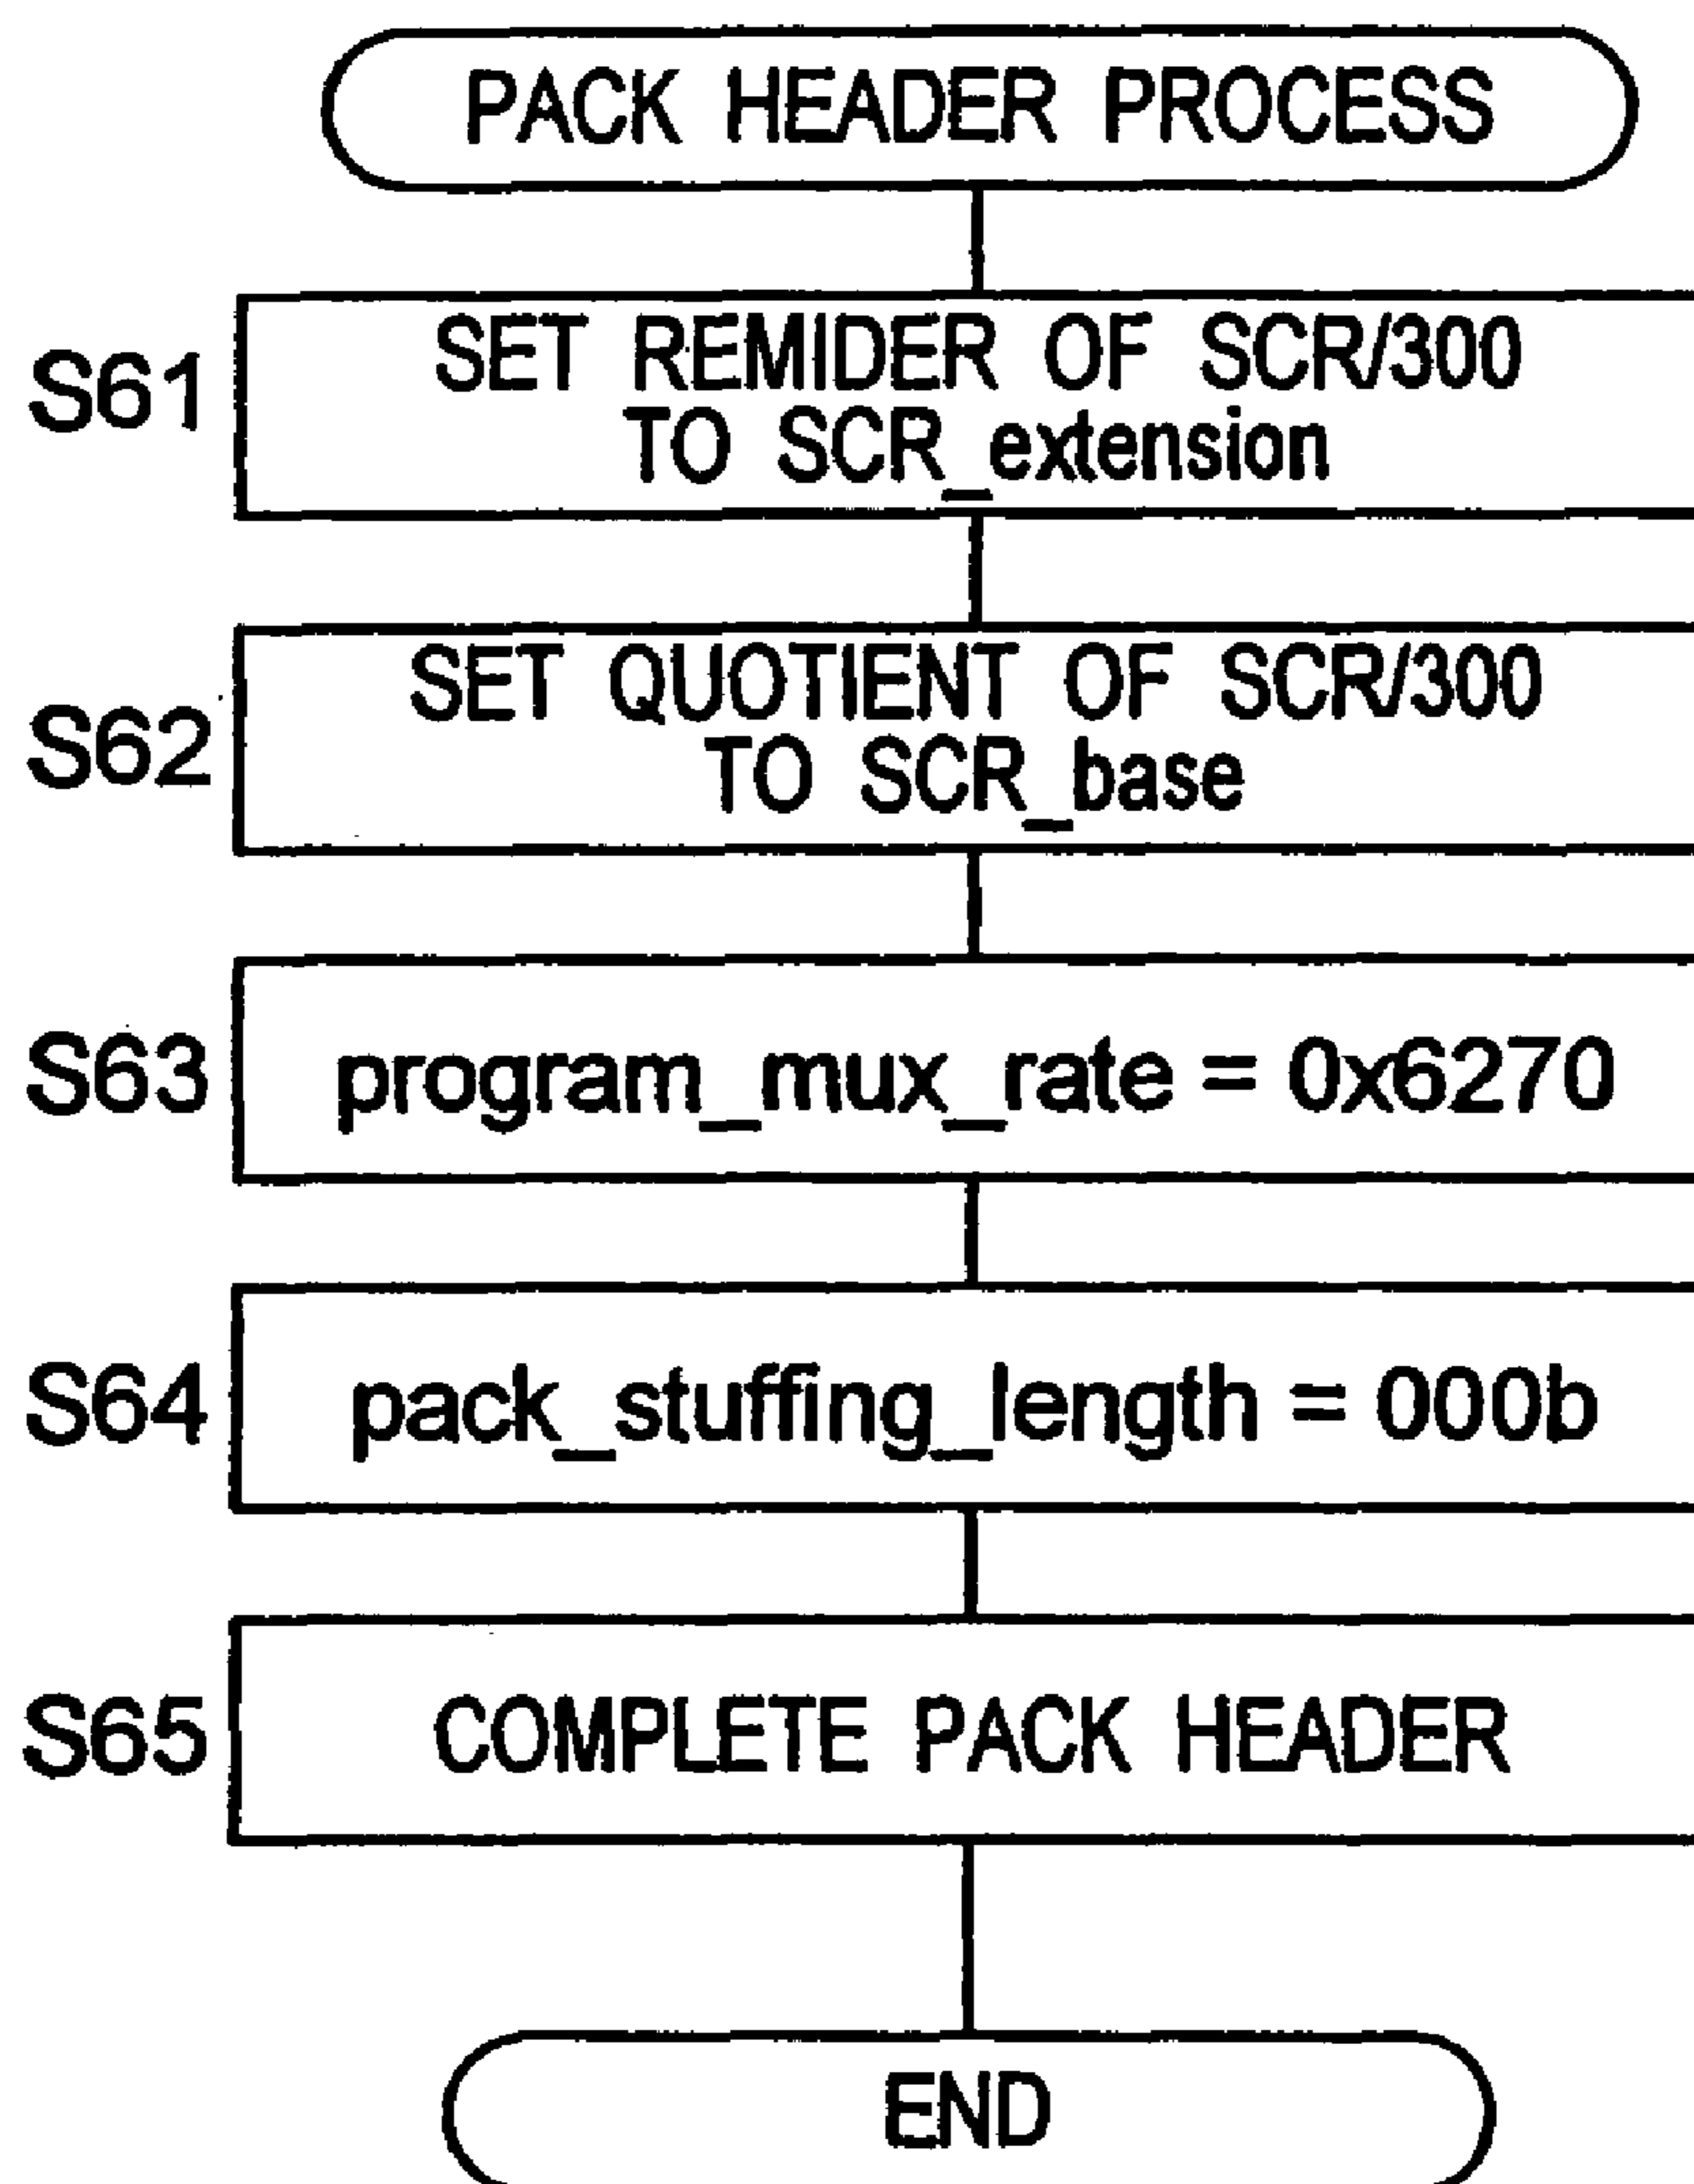 PACK HEADER PROCESS
S61
SET REMIDER OF SCR/300
TO SCR_extension
S62
SET QUOTIENT OF SCR/300
TO SCR_base
S63
program_mux_rate = 0x6270
S64
pack_stuffing_length = 000b
S65
COMPLETE PACK HEADER
END